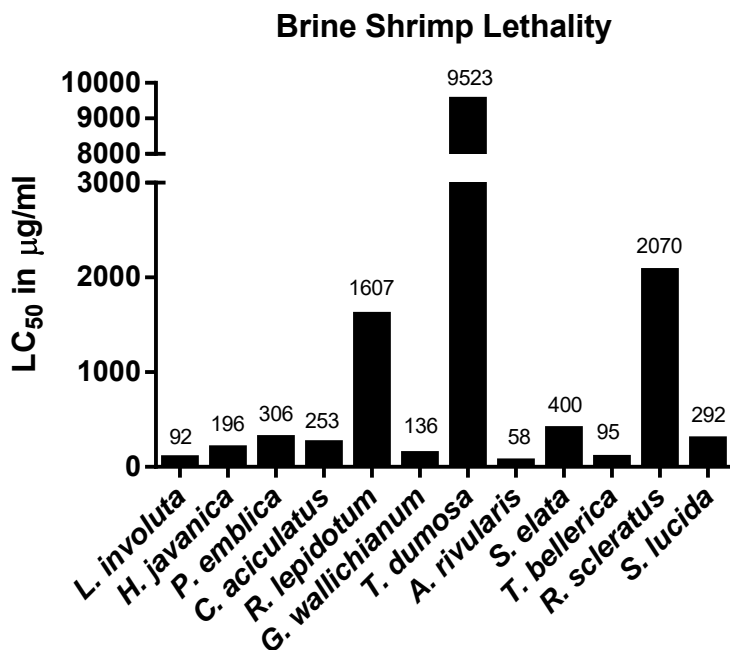 Brine Shrimp Lethality
LC50 in μg/ml
10000
9000
8000
3000
2000
1000
0
92
196
306
253
1607
136
9523
58
400
95
2070
292
L. involuta
H. javanica
P. emblica
C. aciculatus
R. lepidotum
G. wallichianum
T. dumosa
A. rivularis
S. elata
T. bellerica
R. scleratus
S. lucida